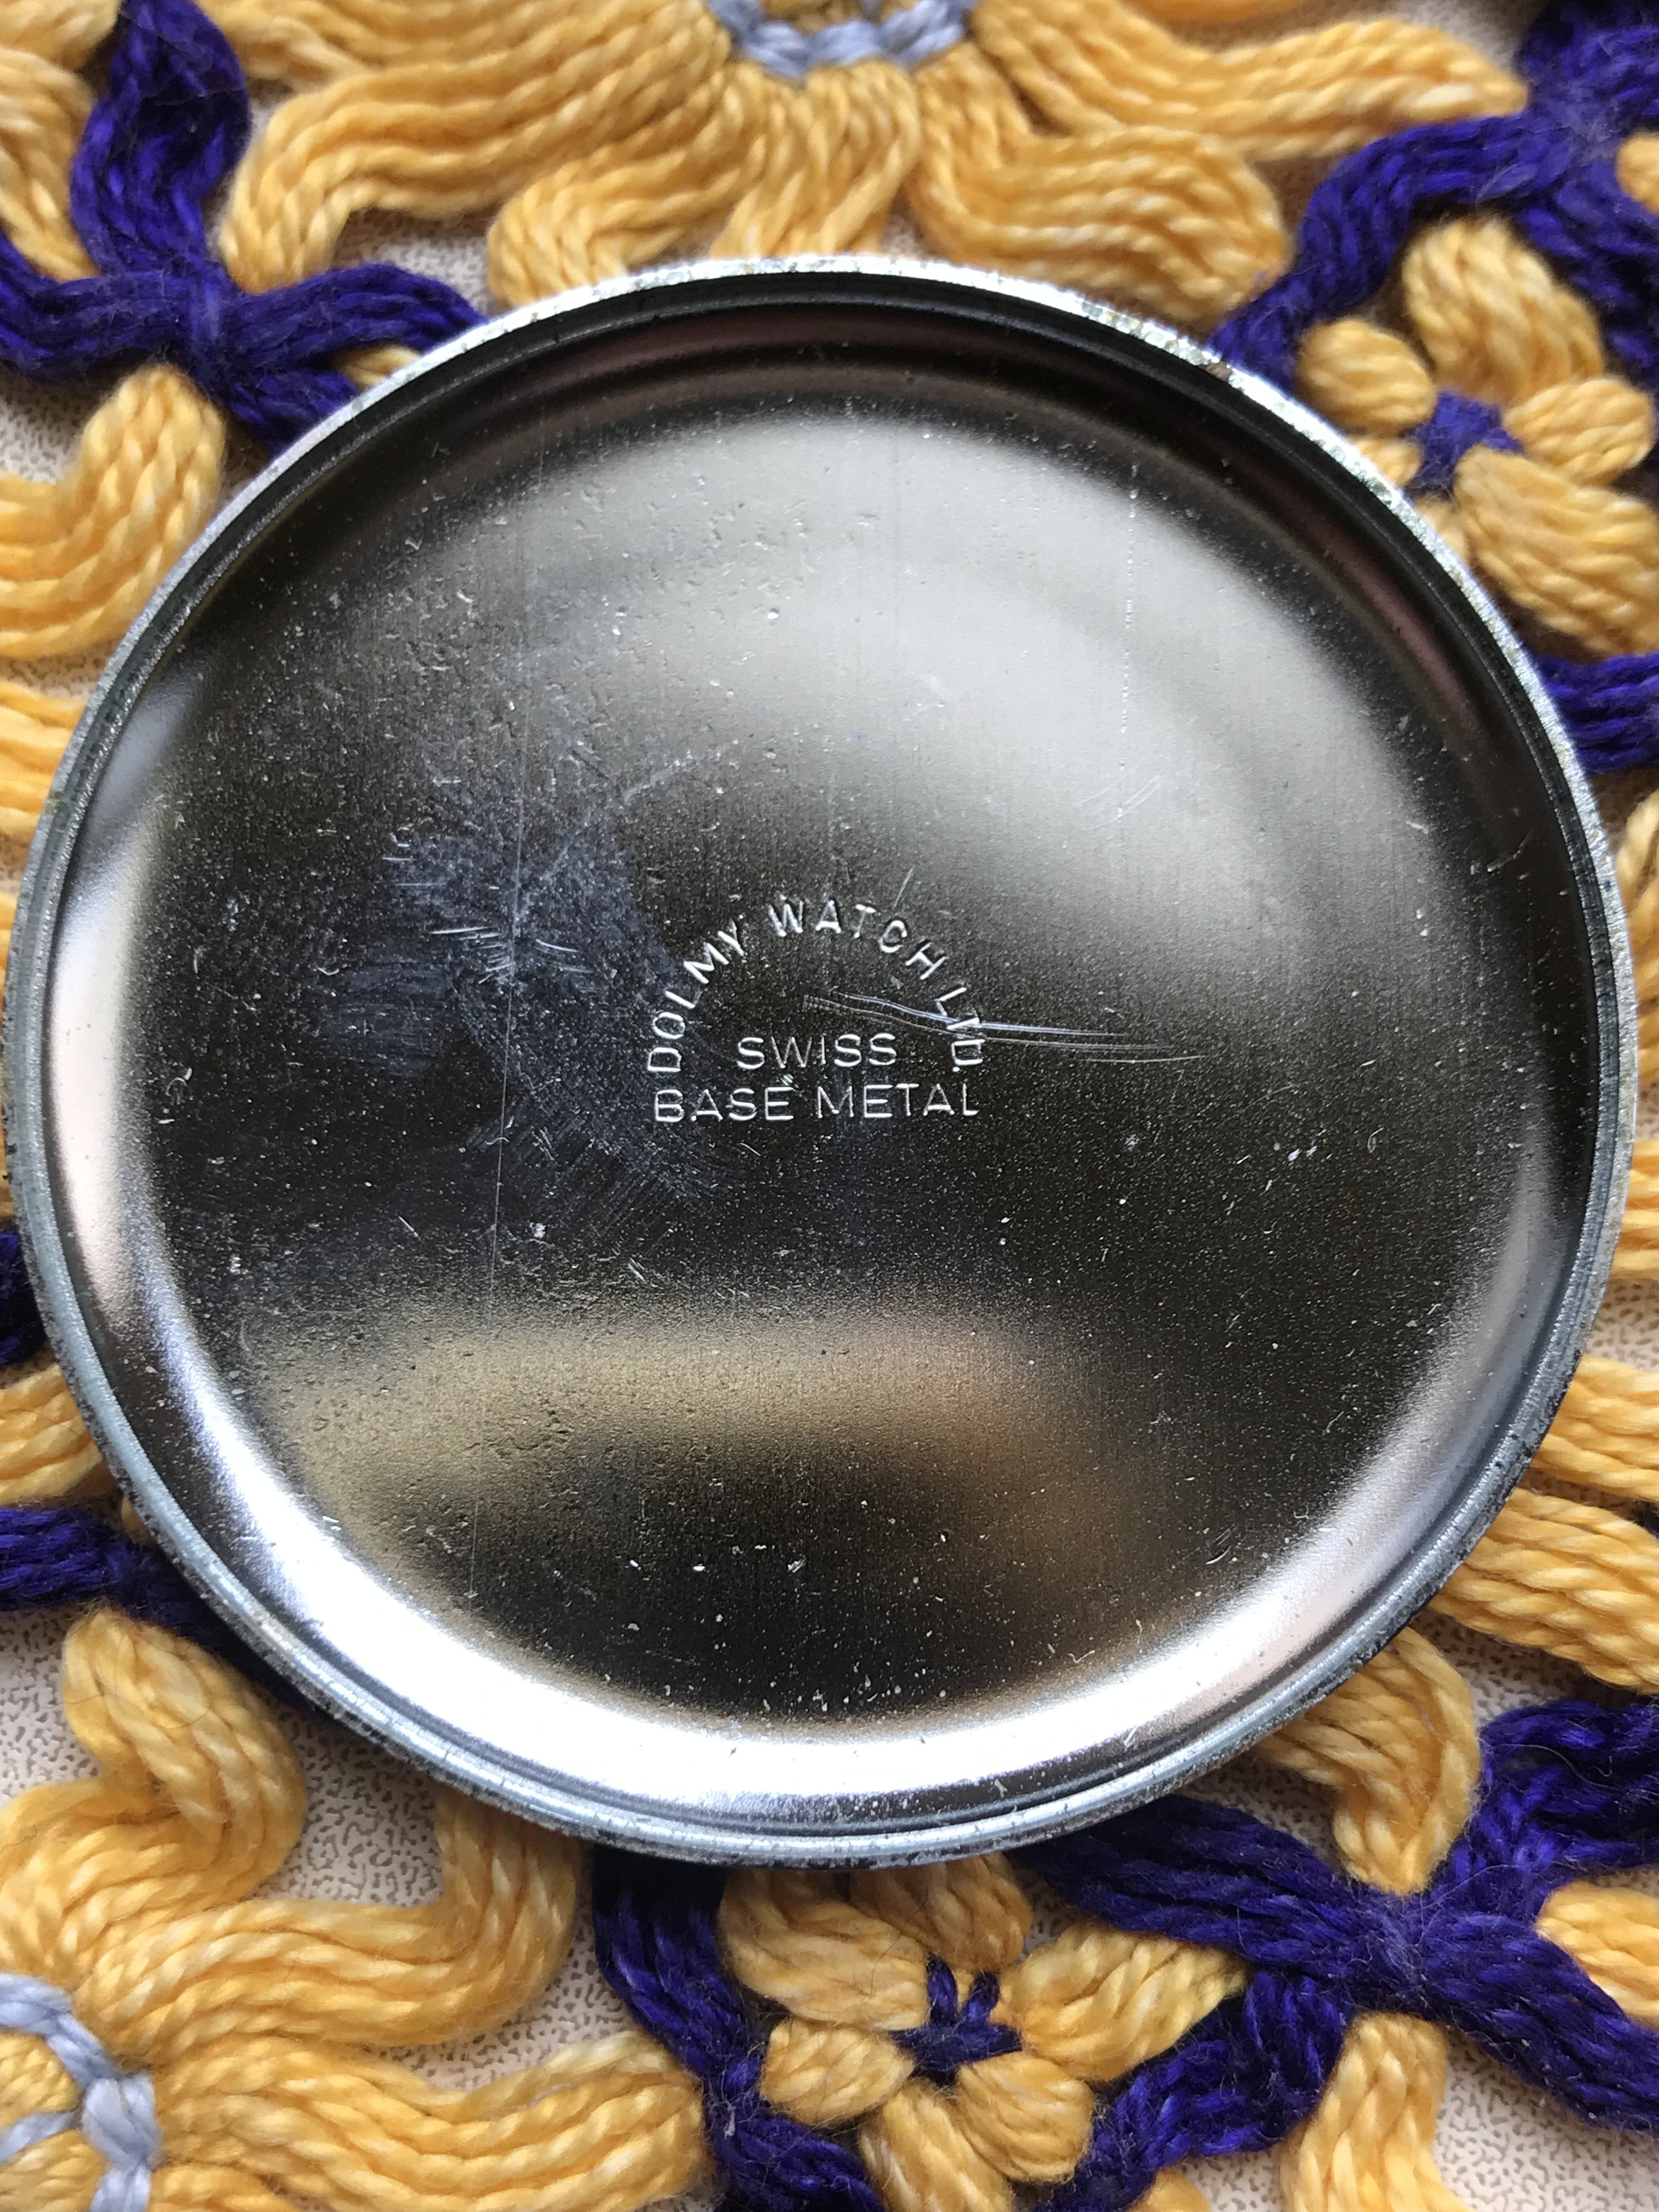 DOLMY WATCH LTD.
SWISS
BASE METAL